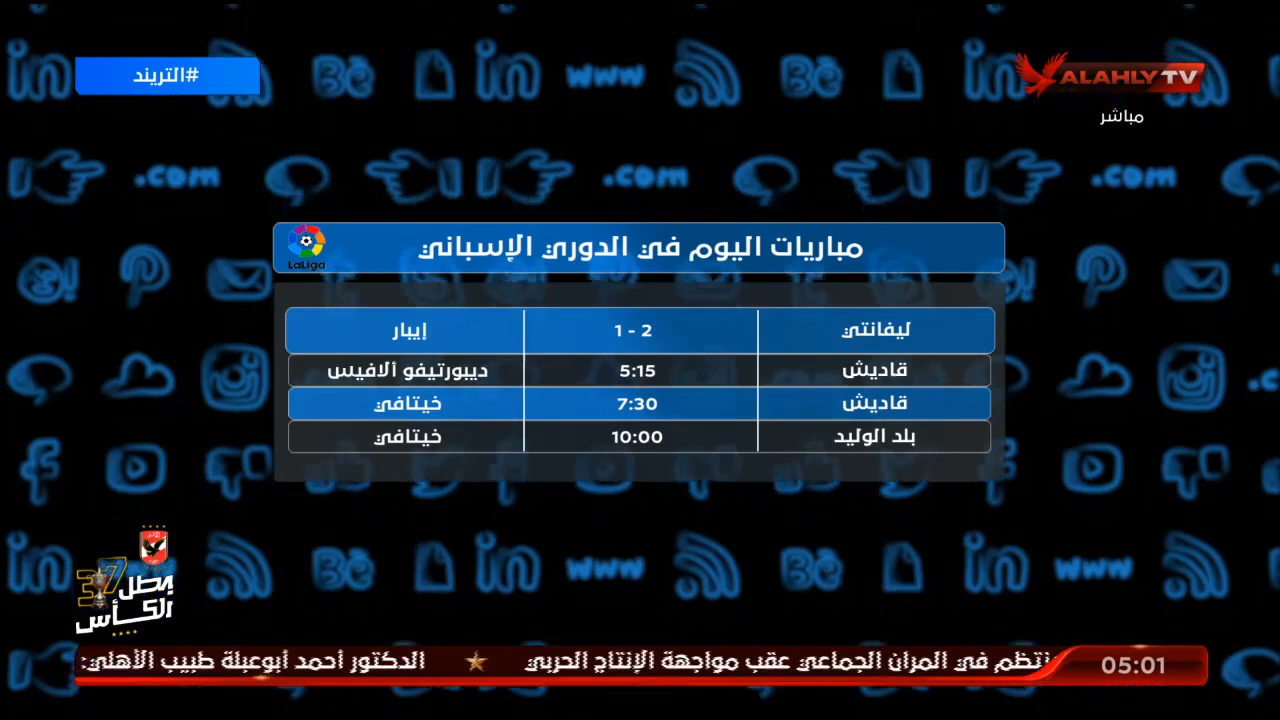 #التريند
ALAHLY TV
مباشر
مباريات اليوم في الدوري الإسباني
LaLiga
ليفانتي 2 - 1 إيبار
قاديش 5:15 ديبورتيفو ألافيس
قاديش 7:30 خيتافي
بلد الوليد 10:00 خيتافي
37
بطل
الكأس
05:01
في المران الجماعي عقب مواجهة الإنتاج الحربي ★ الدكتور أحمد أبوعبلة طبيب الأهلي: